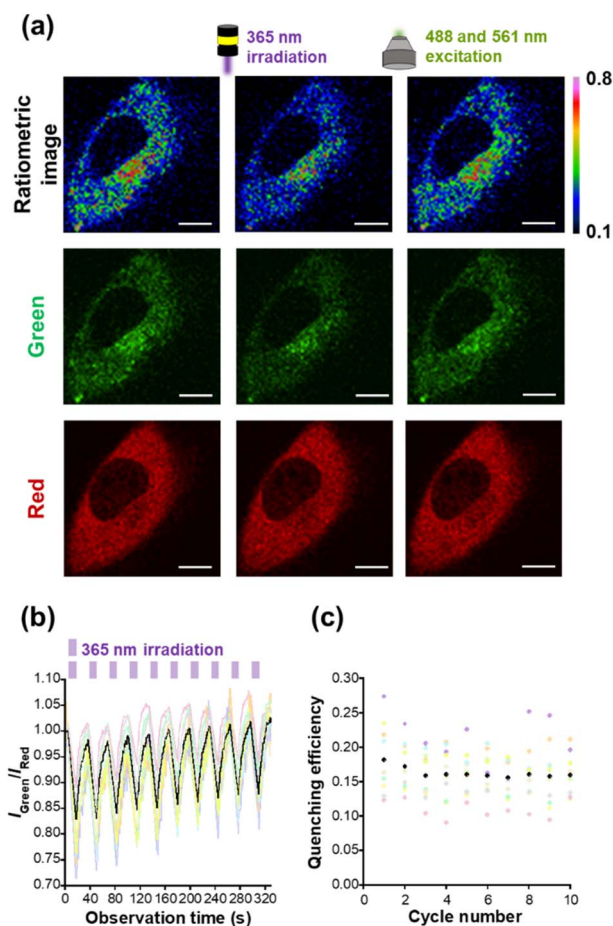 (a)
365 nm
irradiation
488 and 561 nm
excitation
Ratiometric
image
0.8
0.1
Green
Red
(b)
365 nm irradiation
1.10
1.05
1.00
0.95
0.90
0.85
0.80
0.75
0.70
I Green/I Red
0 40 80 120 160 200 240 280 320
Observation time (s)
(c)
0.30
0.25
0.20
0.15
0.10
0.05
0.00
Quenching efficiency
0 2 4 6 8 10
Cycle number